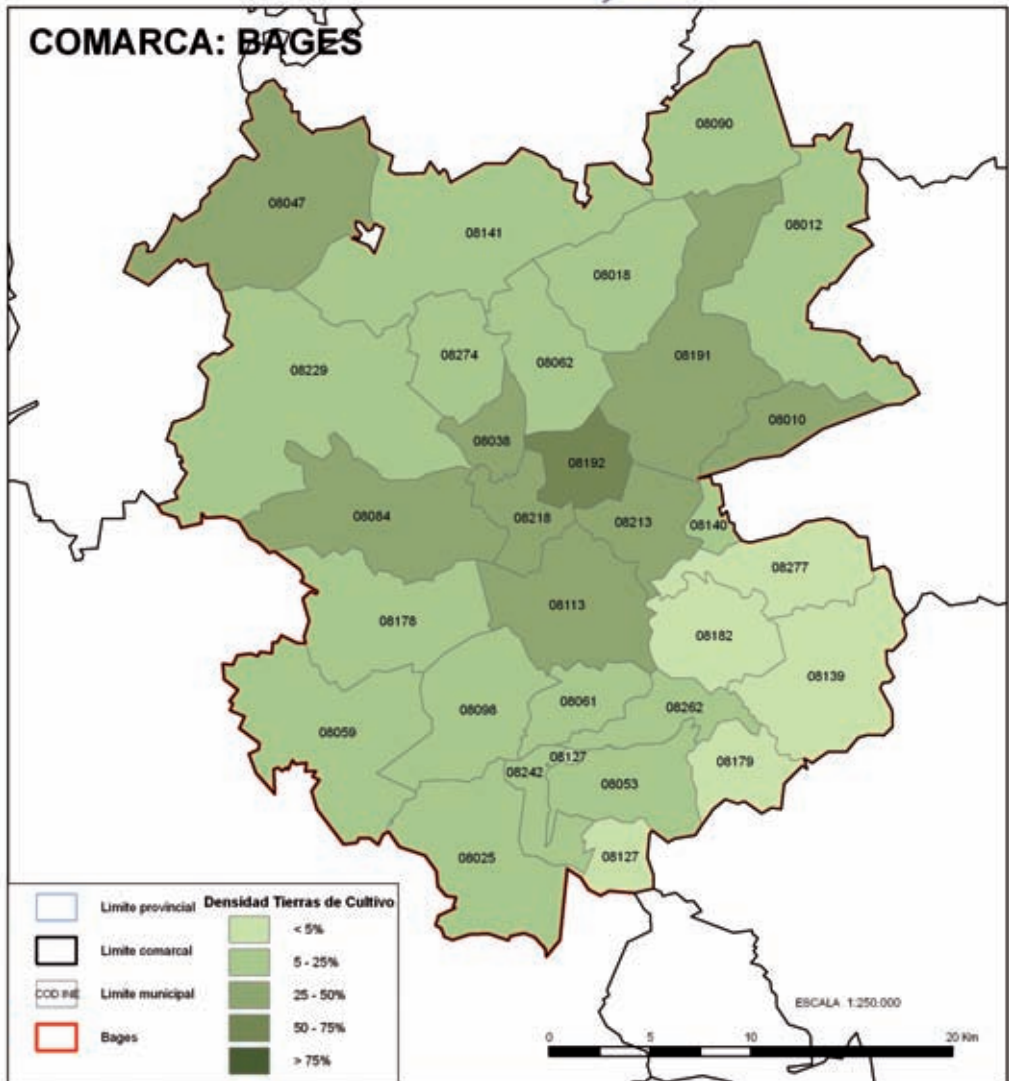 COMARCA: BAGES
08090
08047
08012
08141
08018
08274
08062
08191
08229
08010
08038
08192
08084
08218
08213
08140
08277
08113
08178
08182
08139
08061
08098
08262
08059
08127
08179
08242
08053
08025
08127
Densidad Tierras de Cultivo
Limite provincial
< 5%
Limite comarcal
5 - 25%
COD INE
Limite municipal
25 - 50%
Bages
50 - 75%
> 75%
ESCALA 1:250.000
0 5 10 20 Km